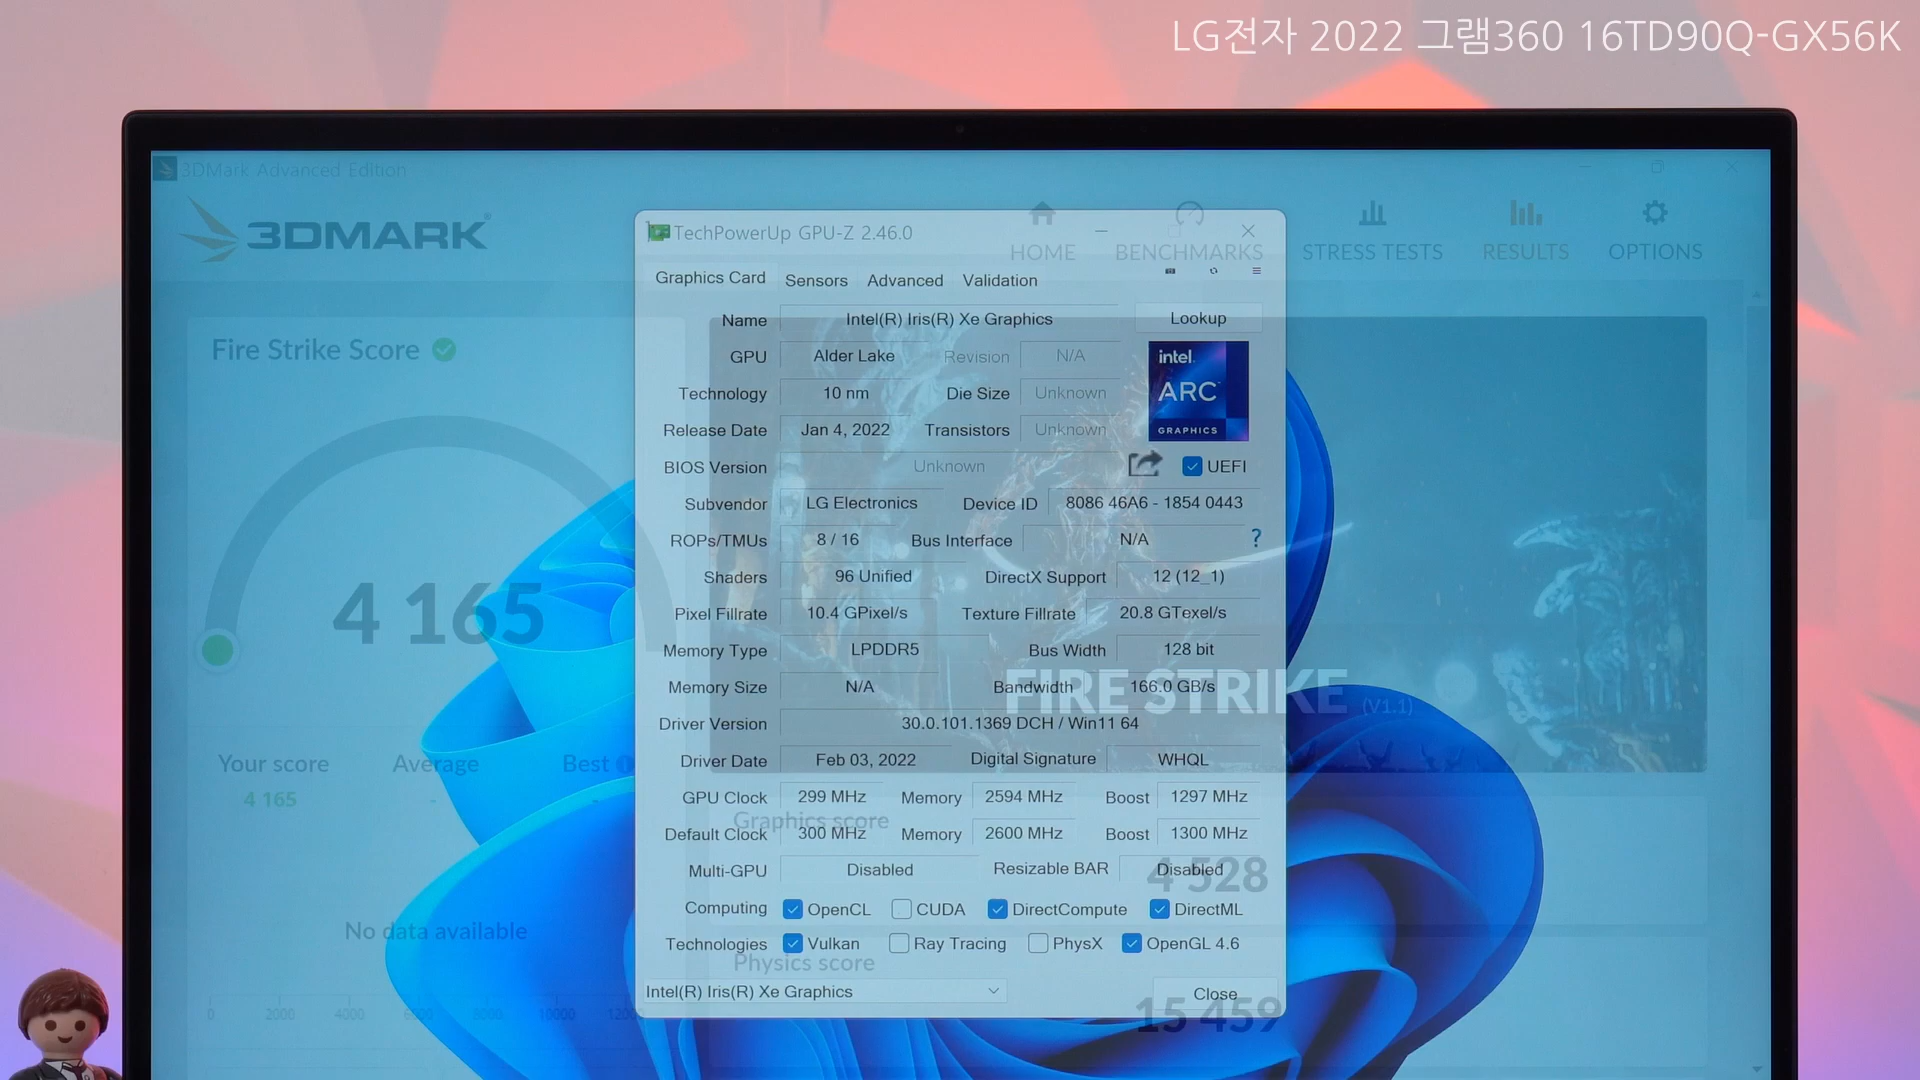 LG전자 2022 그램360 16TD90Q-GX56K
3DMark Advanced Edition
3DMARK
HOME BENCHMARKS STRESS TESTS RESULTS OPTIONS
Fire Strike Score
4 165
Your score Average Best
4 165 - -
No data available
0 2000 4000 6000 8000 10000
FIRE STRIKE (V1.1)
Graphics score
4 528
Physics score
15 459
TechPowerUp GPU-Z 2.46.0
Graphics Card Sensors Advanced Validation
Name Intel(R) Iris(R) Xe Graphics Lookup
GPU Alder Lake Revision N/A
intel.
ARC
GRAPHICS
Technology 10 nm Die Size Unknown
Release Date Jan 4, 2022 Transistors Unknown
BIOS Version Unknown UEFI
Subvendor LG Electronics Device ID 8086 46A6 - 1854 0443
ROPs/TMUs 8 / 16 Bus Interface N/A ?
Shaders 96 Unified DirectX Support 12 (12_1)
Pixel Fillrate 10.4 GPixel/s Texture Fillrate 20.8 GTexel/s
Memory Type LPDDR5 Bus Width 128 bit
Memory Size N/A Bandwidth 166.0 GB/s
Driver Version 30.0.101.1369 DCH / Win11 64
Driver Date Feb 03, 2022 Digital Signature WHQL
GPU Clock 299 MHz Memory 2594 MHz Boost 1297 MHz
Default Clock 300 MHz Memory 2600 MHz Boost 1300 MHz
Multi-GPU Disabled Resizable BAR Disabled
Computing OpenCL CUDA DirectCompute DirectML
Technologies Vulkan Ray Tracing PhysX OpenGL 4.6
Intel(R) Iris(R) Xe Graphics Close